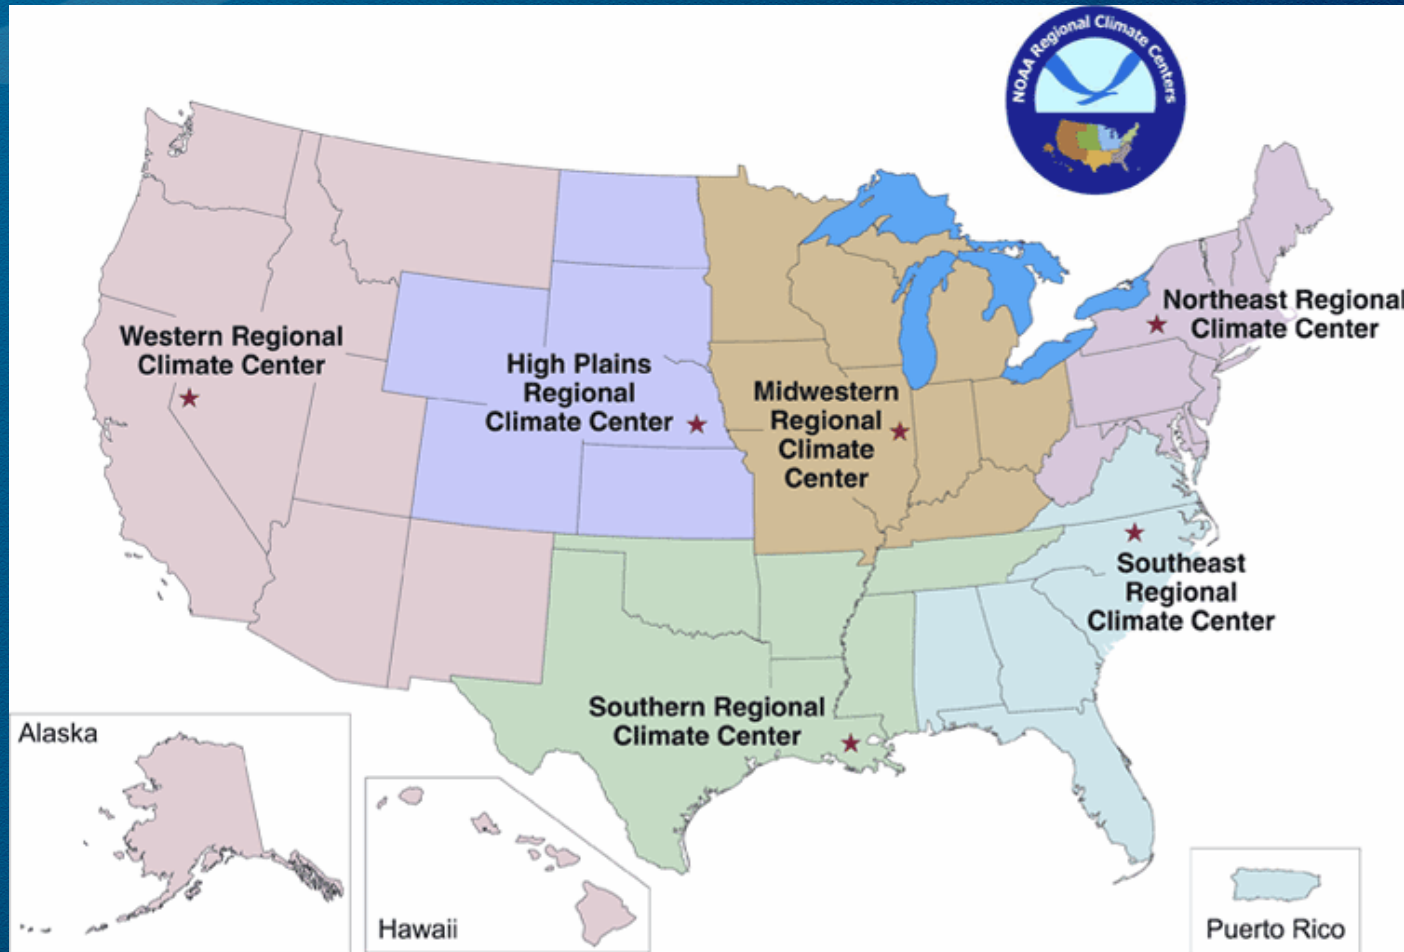 NOAA Regional Climate Centers
Northeast Regional
Climate Center
Western Regional
Climate Center
High Plains
Regional
Climate Center
Midwestern
Regional
Climate
Center
Southeast
Regional
Climate Center
Southern Regional
Climate Center
Alaska
Hawaii
Puerto Rico